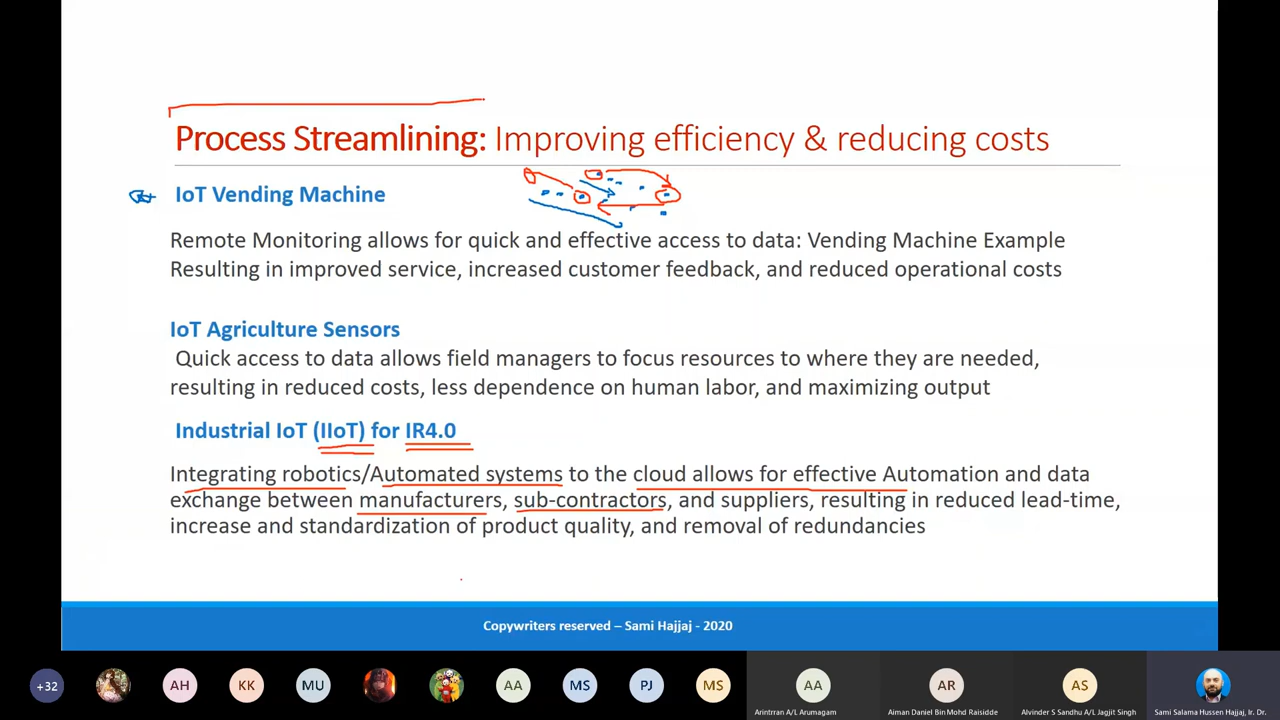 Process Streamlining: Improving efficiency & reducing costs
IoT Vending Machine
Remote Monitoring allows for quick and effective access to data: Vending Machine Example
Resulting in improved service, increased customer feedback, and reduced operational costs
IoT Agriculture Sensors
Quick access to data allows field managers to focus resources to where they are needed,
resulting in reduced costs, less dependence on human labor, and maximizing output
Industrial IoT (IIoT) for IR4.0
Integrating robotics/Automated systems to the cloud allows for effective Automation and data
exchange between manufacturers, sub-contractors, and suppliers, resulting in reduced lead-time,
increase and standardization of product quality, and removal of redundancies
Copywriters reserved – Sami Hajjaj - 2020
+32 AH KK MU AA MS PJ MS AA AR AS
Arintrran A/L Arumagam Aiman Daniel Bin Mohd Raisidde Alvinder S Sandhu A/L Jagjit Singh Sami Salama Hussen Hajjaj, Ir. Dr.